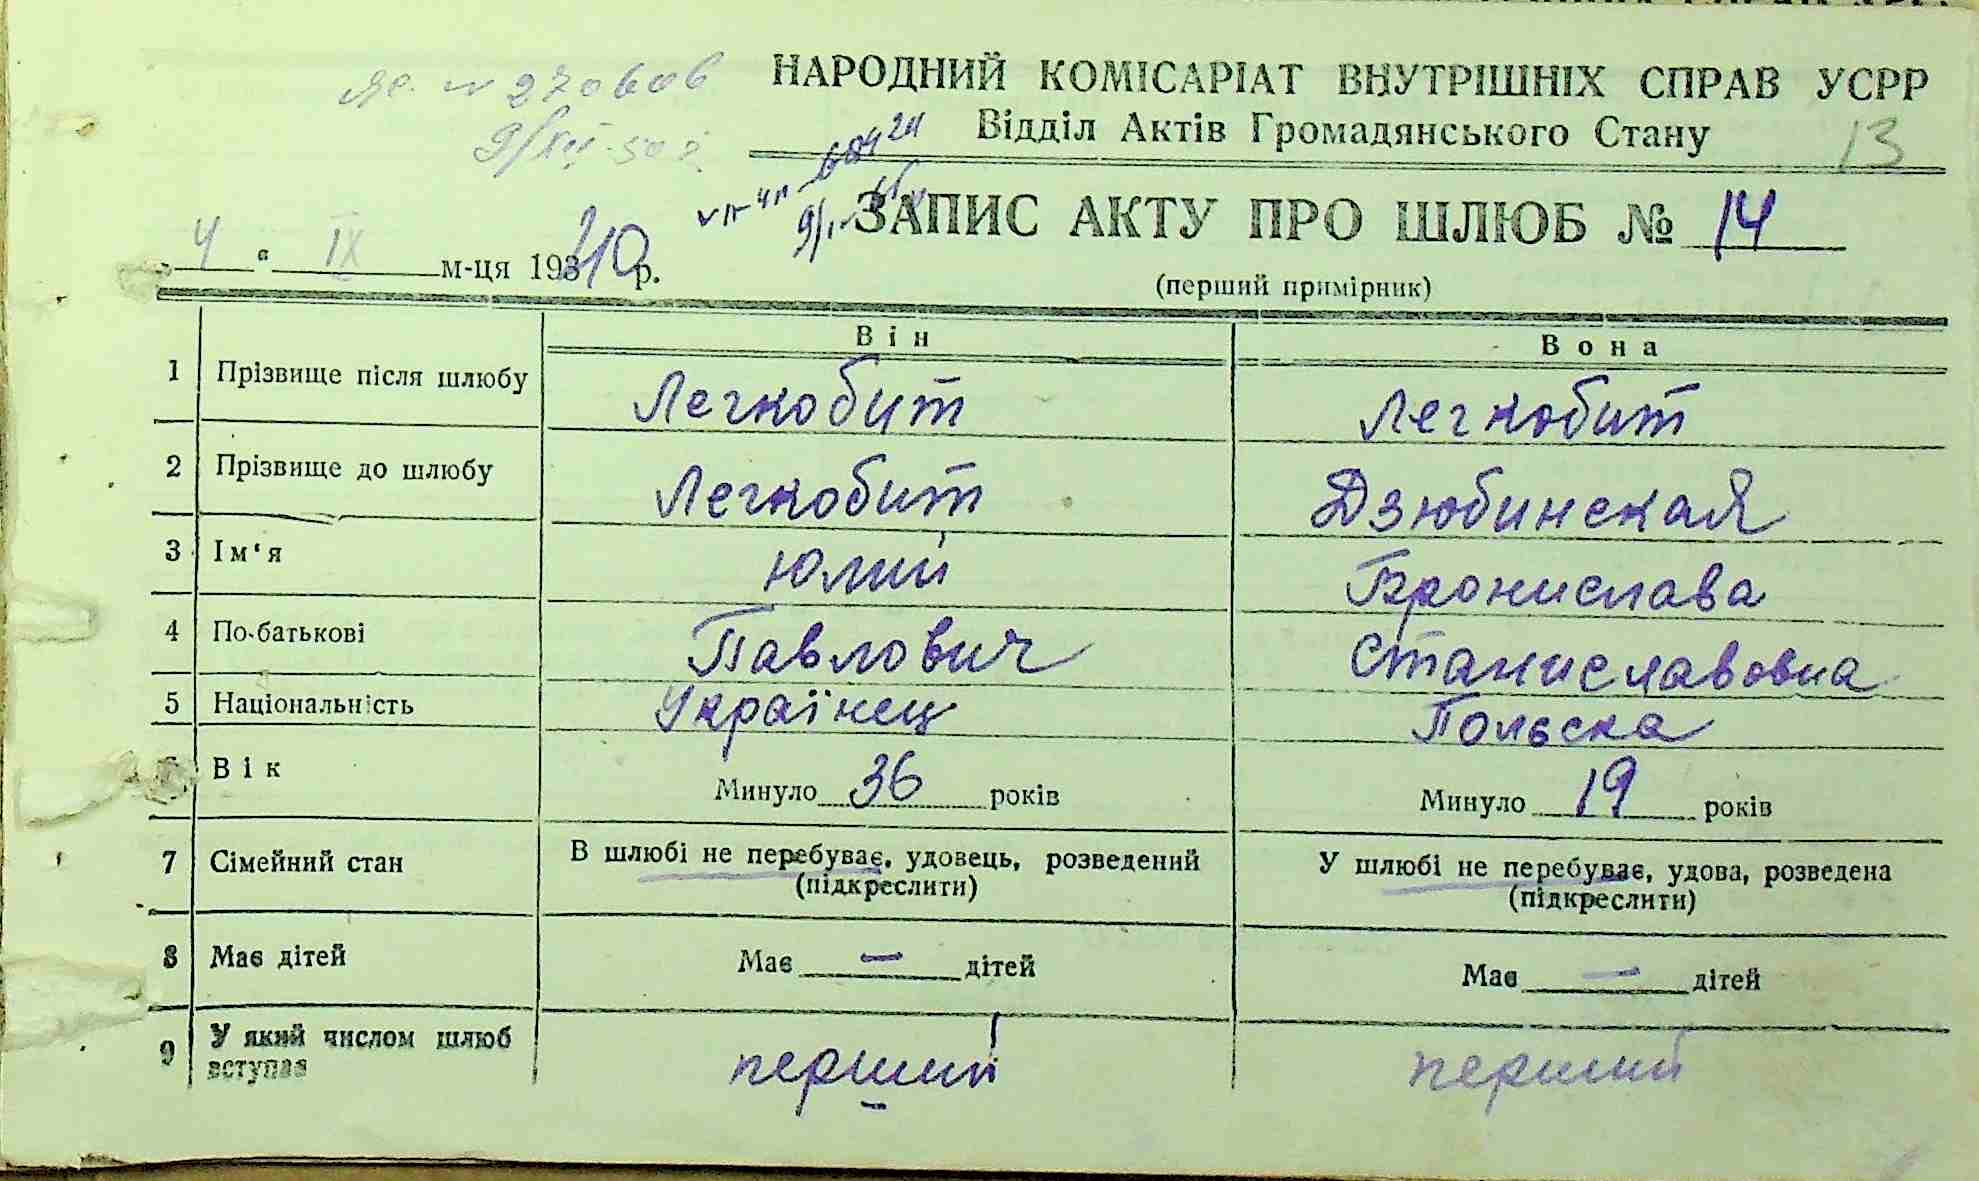 НАРОДНИЙ КОМІСАРІАТ ВНУТРІШНІХ СПРАВ УСРР
Відділ Актів Громадянського Стану
13
ЗАПИС АКТУ ПРО ШЛЮБ № 14
4 " IX м-ця 1940 р.
(перший примірник)
Він Вона
1 Прізвище після шлюбу Легкобит Легкобит
2 Прізвище до шлюбу Легкобит Дзюбинская
3 Ім'я Юлий Бронислава
4 По-батькові Павлович Станиславовна
5 Національність Українец Польска
6 Вік Минуло 36 років Минуло 19 років
7 Сімейний стан В шлюбі не перебуває, удовець, розведений У шлюбі не перебуває, удова, розведена
(підкреслити) (підкреслити)
8 Має дітей Має — дітей Має — дітей
9 У який числом шлюб вступає перший перший